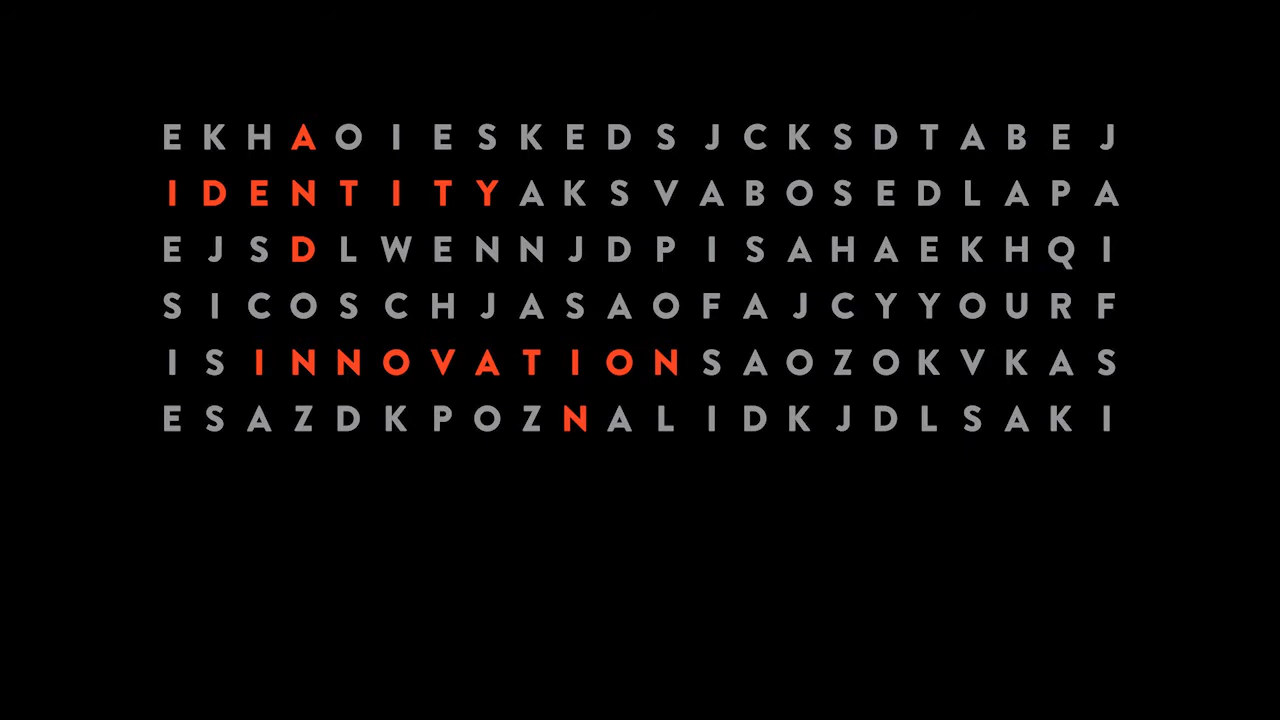 E K H A O I E S K E D S J C K S D T A B E J
I D E N T I T Y A K S V A B O S E D L A P A
E J S D L W E N N J D P I S A H A E K H Q I
S I C O S C H J A S A O F A J C Y Y O U R F
I S I N N O V A T I O N S A O Z O K V K A S
E S A Z D K P O Z N A L I D K J D L S A K I